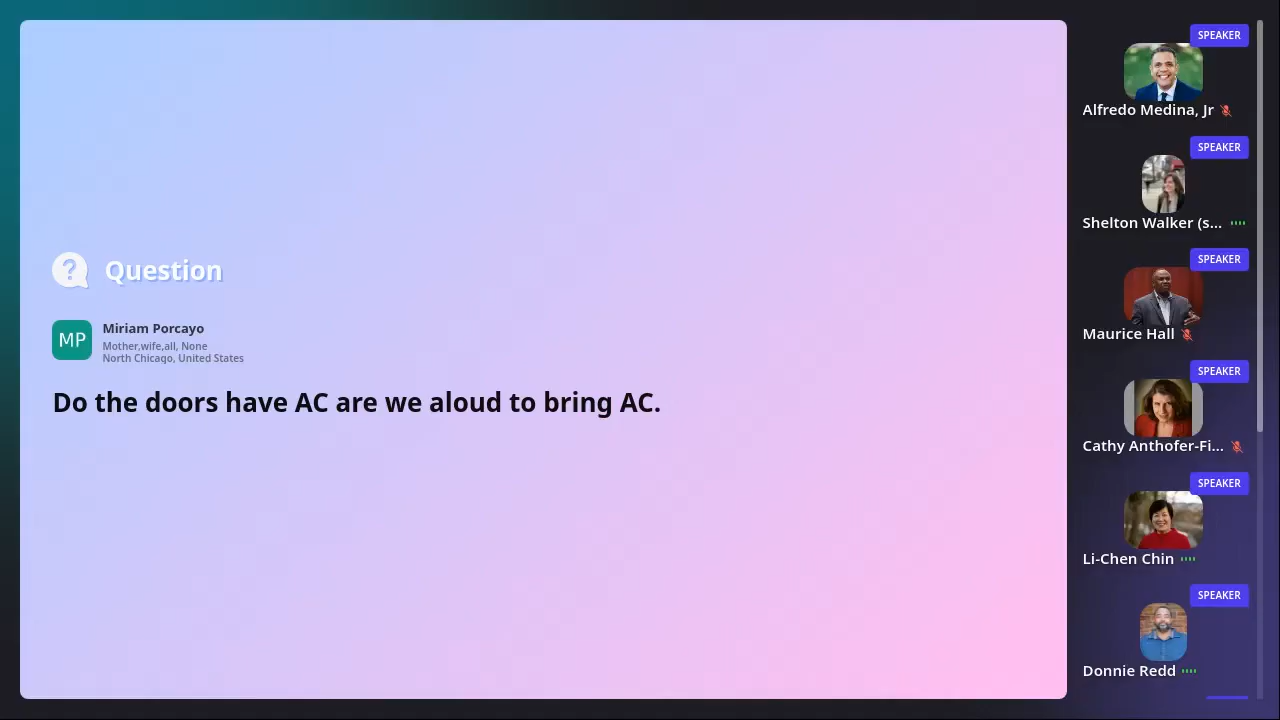 Question
MP
Miriam Porcayo
Mother,wife,all, None
North Chicago, United States
Do the doors have AC are we aloud to bring AC.
SPEAKER
Alfredo Medina, Jr
SPEAKER
Shelton Walker (s...
SPEAKER
Maurice Hall
SPEAKER
Cathy Anthofer-Fi...
SPEAKER
Li-Chen Chin
SPEAKER
Donnie Redd